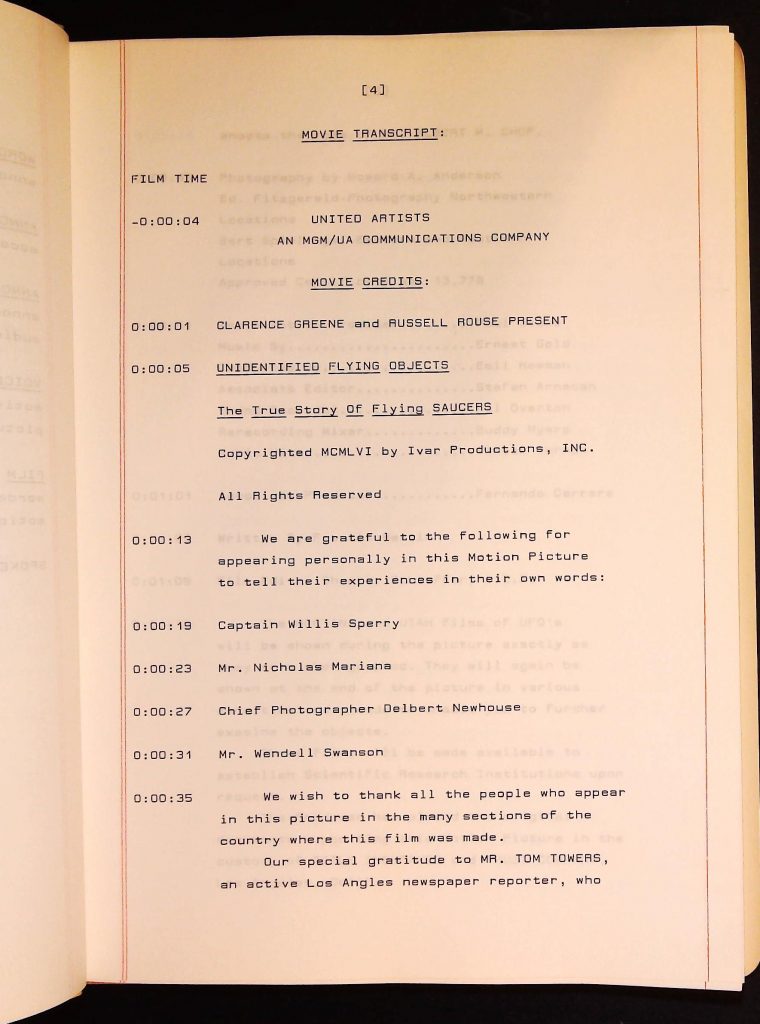 [4]
MOVIE TRANSCRIPT:
FILM TIME
-0:00:04 UNITED ARTISTS
AN MGM/UA COMMUNICATIONS COMPANY
MOVIE CREDITS:
0:00:01 CLARENCE GREENE and RUSSELL ROUSE PRESENT
0:00:05 UNIDENTIFIED FLYING OBJECTS
The True Story Of Flying SAUCERS
Copyrighted MCMLVI by Ivar Productions, INC.
All Rights Reserved
0:00:13 We are grateful to the following for
appearing personally in this Motion Picture
to tell their experiences in their own words:
0:00:19 Captain Willis Sperry
0:00:23 Mr. Nicholas Mariana
0:00:27 Chief Photographer Delbert Newhouse
0:00:31 Mr. Wendell Swanson
0:00:35 We wish to thank all the people who appear
in this picture in the many sections of the
country where this film was made.
Our special gratitude to MR. TOM TOWERS,
an active Los Angles newspaper reporter, who